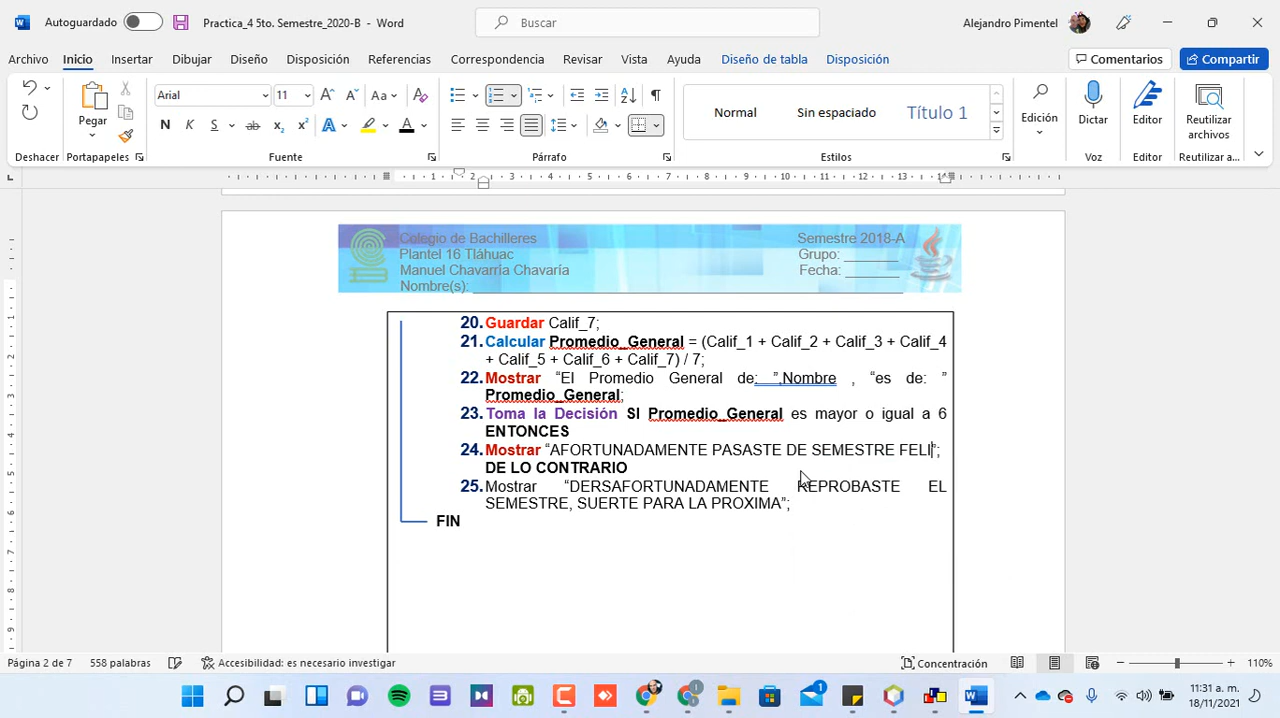 Autoguardado
Practica_4 5to. Semestre_2020-B - Word
Buscar
Alejandro Pimentel
Archivo Inicio Insertar Dibujar Diseño Disposición Referencias Correspondencia Revisar Vista Ayuda Diseño de tabla Disposición
Comentarios
Compartir
Pegar
Arial 11
Aa
N K S ab x₂ x² A A
Normal Sin espaciado Título 1
Edición
Dictar
Editor
Reutilizar archivos
Deshacer Portapapeles Fuente Párrafo Estilos Voz Editor Reutilizar a...
Colegio de Bachilleres
Plantel 16 Tláhuac
Manuel Chavarría Chavaría
Nombre(s): ______
Semestre 2018-A
Grupo: _______
Fecha: _______
20. Guardar Calif_7;
21. Calcular Promedio_General = (Calif_1 + Calif_2 + Calif_3 + Calif_4
+ Calif_5 + Calif_6 + Calif_7) / 7;
22. Mostrar “El Promedio General de: ”,Nombre , “es de: ”
Promedio_General;
23. Toma la Decisión SI Promedio_General es mayor o igual a 6
ENTONCES
24. Mostrar “AFORTUNADAMENTE PASASTE DE SEMESTRE FELI”;
DE LO CONTRARIO
25. Mostrar “DERSAFORTUNADAMENTE REPROBASTE EL
SEMESTRE, SUERTE PARA LA PROXIMA”;
FIN
Página 2 de 7 558 palabras Accesibilidad: es necesario investigar
Concentración
110%
11:31 a. m.
18/11/2021